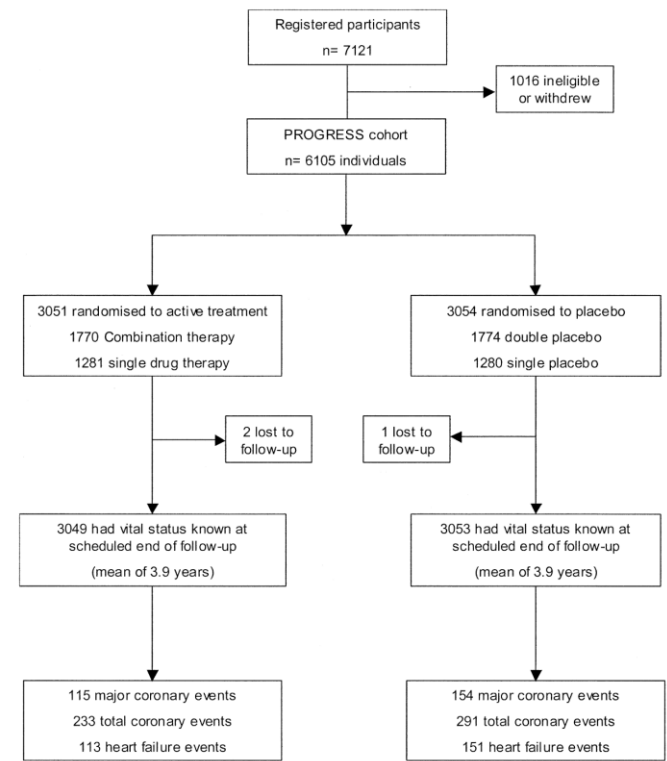 Registered participants
n= 7121
1016 ineligible
or withdrew
PROGRESS cohort
n= 6105 individuals
3051 randomised to active treatment
1770 Combination therapy
1281 single drug therapy
3054 randomised to placebo
1774 double placebo
1280 single placebo
2 lost to
follow-up
1 lost to
follow-up
3049 had vital status known at
scheduled end of follow-up
(mean of 3.9 years)
3053 had vital status known at
scheduled end of follow-up
(mean of 3.9 years)
115 major coronary events
233 total coronary events
113 heart failure events
154 major coronary events
291 total coronary events
151 heart failure events